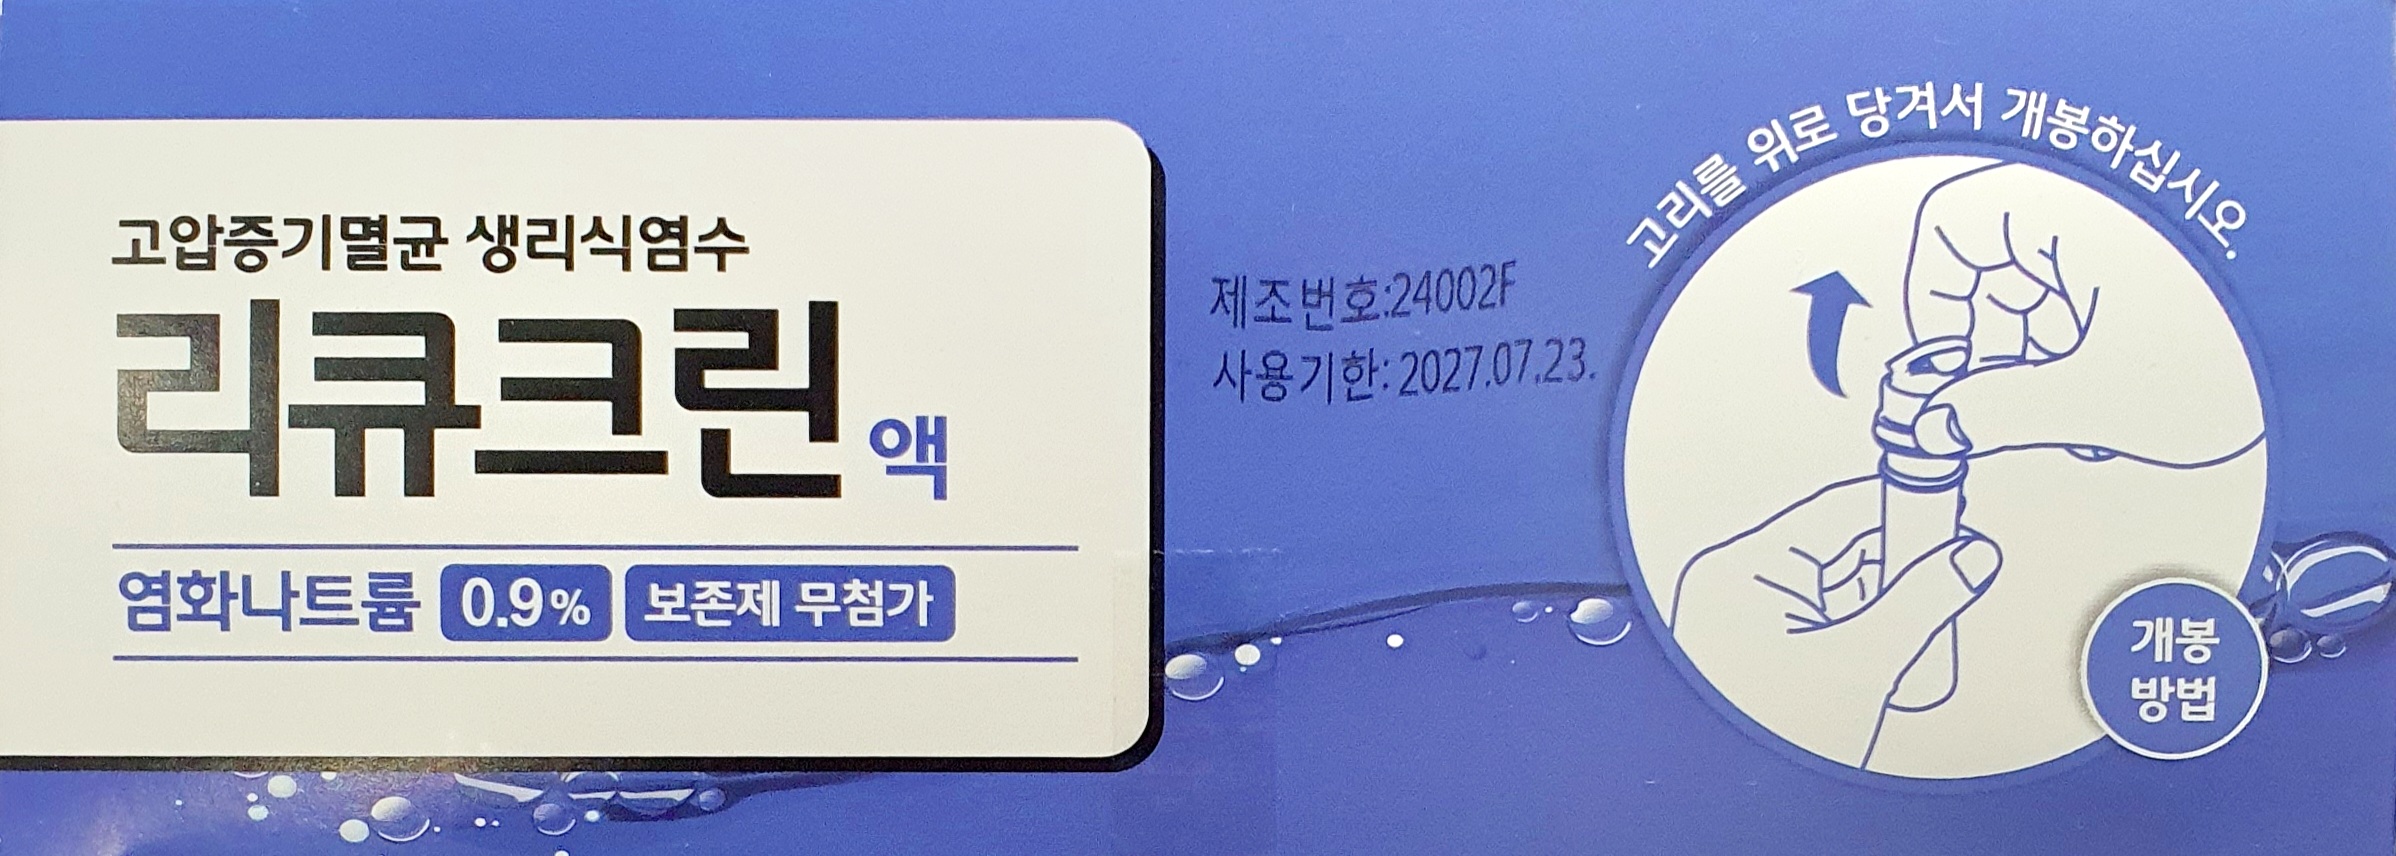 고압증기멸균 생리식염수
리큐크린 액
염화나트륨 0.9% 보존제 무첨가
제조번호:24002F
사용기한: 2027.07.23.
고리를 위로 당겨서 개봉하십시오.
개봉
방법